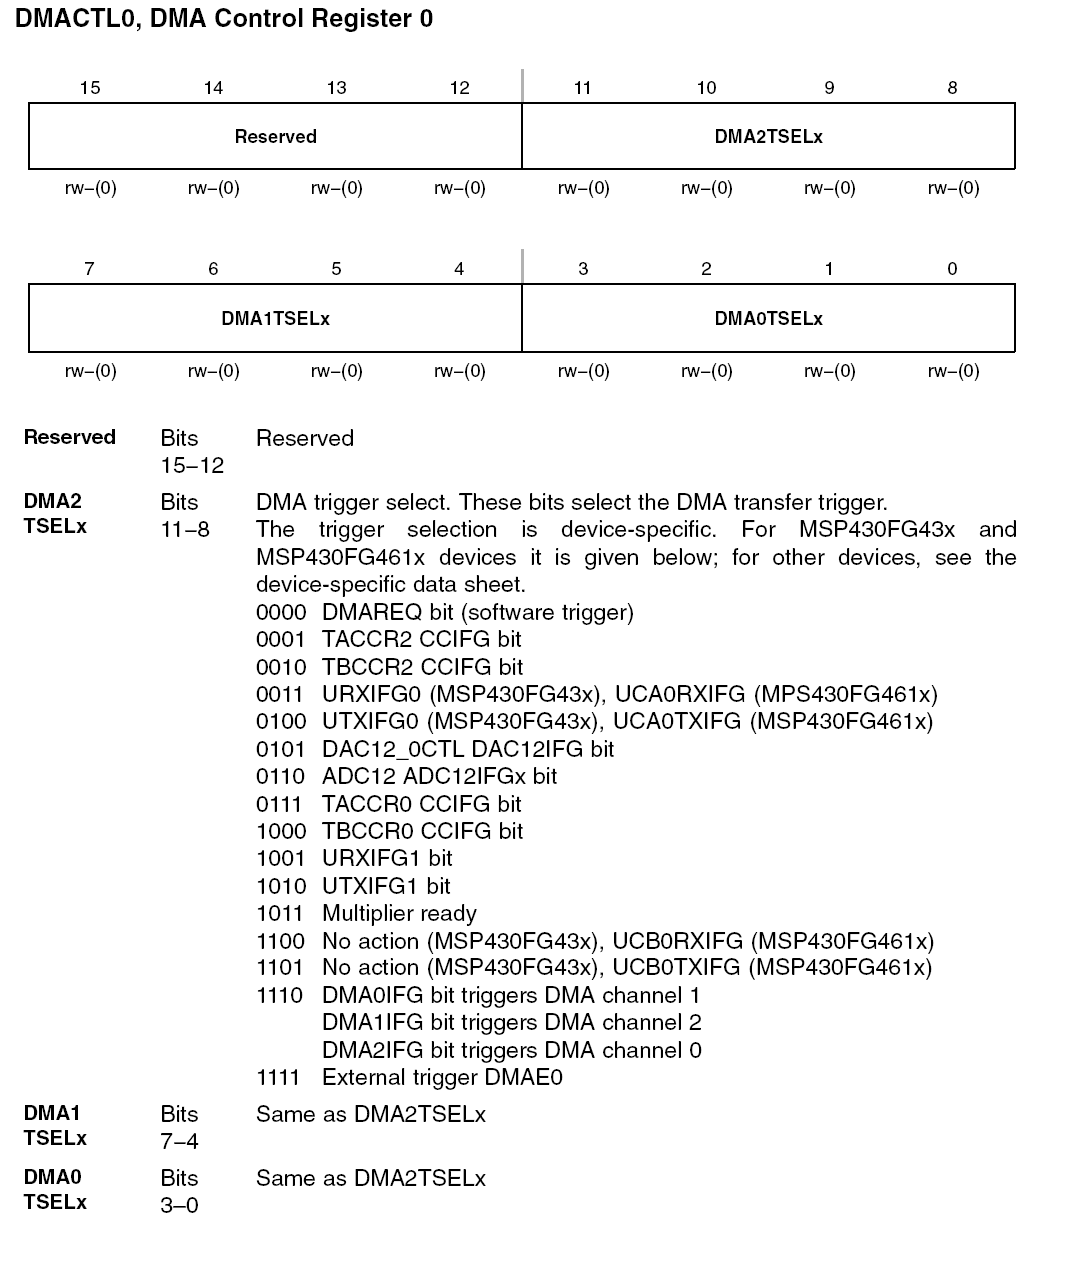 DMACTL0, DMA Control Register 0
15 14 13 12 11 10 9 8
Reserved DMA2TSELx
rw–(0) rw–(0) rw–(0) rw–(0) rw–(0) rw–(0) rw–(0) rw–(0)
7 6 5 4 3 2 1 0
DMA1TSELx DMA0TSELx
rw–(0) rw–(0) rw–(0) rw–(0) rw–(0) rw–(0) rw–(0) rw–(0)
Reserved Bits Reserved
15–12
DMA2 Bits DMA trigger select. These bits select the DMA transfer trigger.
TSELx 11–8 The trigger selection is device-specific. For MSP430FG43x and
MSP430FG461x devices it is given below; for other devices, see the
device-specific data sheet.
0000 DMAREQ bit (software trigger)
0001 TACCR2 CCIFG bit
0010 TBCCR2 CCIFG bit
0011 URXIFG0 (MSP430FG43x), UCA0RXIFG (MPS430FG461x)
0100 UTXIFG0 (MSP430FG43x), UCA0TXIFG (MSP430FG461x)
0101 DAC12_0CTL DAC12IFG bit
0110 ADC12 ADC12IFGx bit
0111 TACCR0 CCIFG bit
1000 TBCCR0 CCIFG bit
1001 URXIFG1 bit
1010 UTXIFG1 bit
1011 Multiplier ready
1100 No action (MSP430FG43x), UCB0RXIFG (MSP430FG461x)
1101 No action (MSP430FG43x), UCB0TXIFG (MSP430FG461x)
1110 DMA0IFG bit triggers DMA channel 1
DMA1IFG bit triggers DMA channel 2
DMA2IFG bit triggers DMA channel 0
1111 External trigger DMAE0
DMA1 Bits Same as DMA2TSELx
TSELx 7–4
DMA0 Bits Same as DMA2TSELx
TSELx 3–0